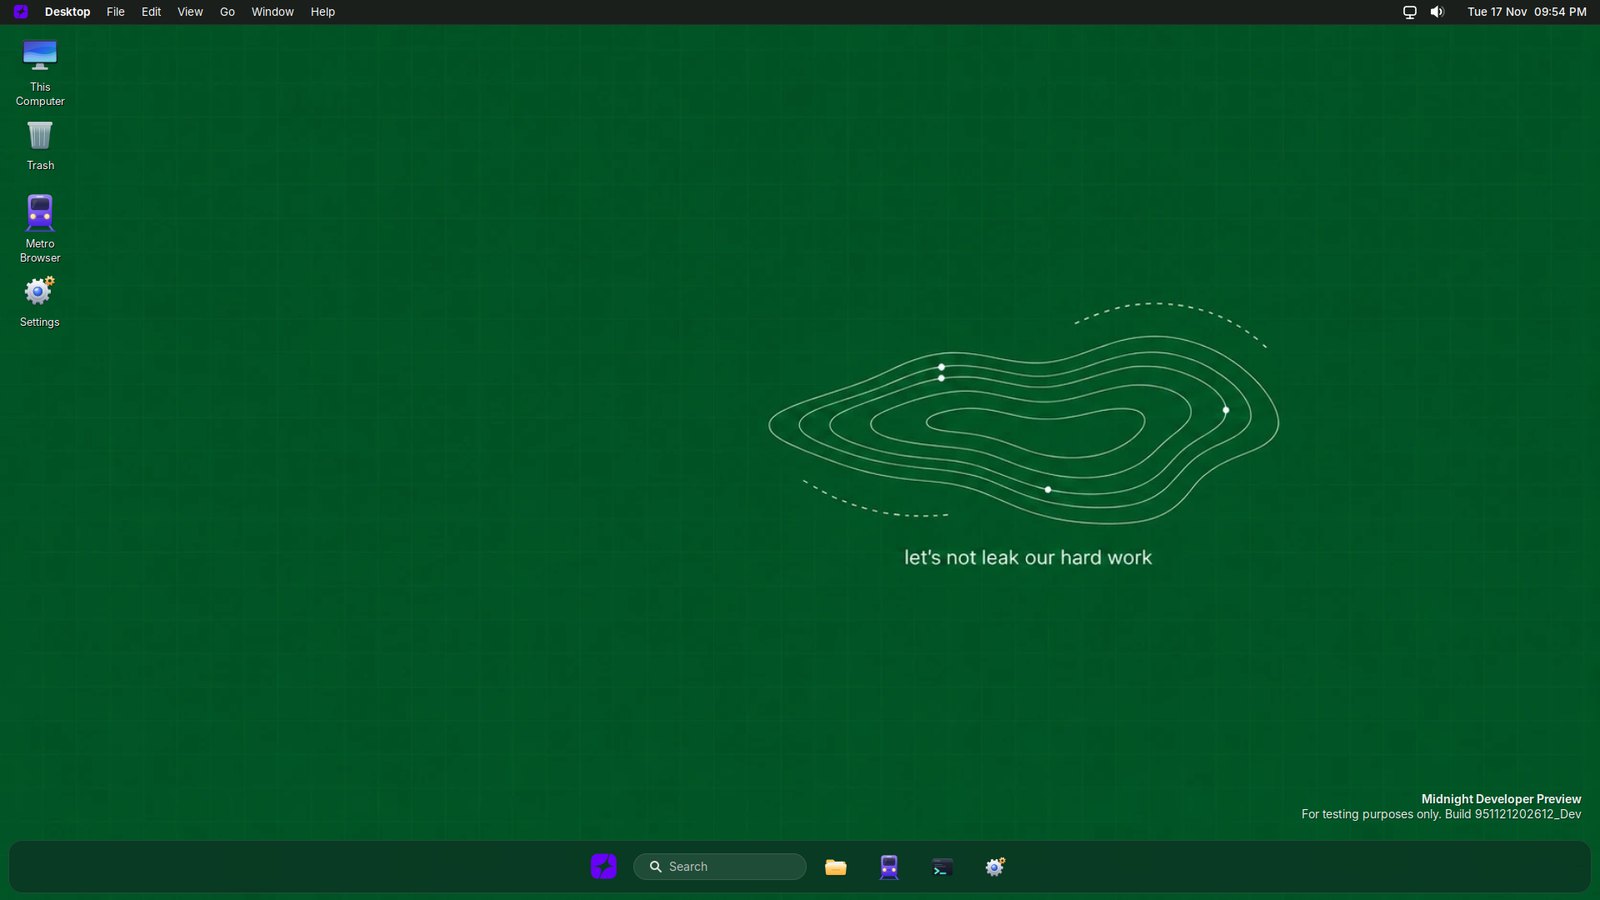 Desktop File Edit View Go Window Help
Tue 17 Nov 09:54 PM
This
Computer
Trash
Metro
Browser
Settings
let's not leak our hard work
Midnight Developer Preview
For testing purposes only. Build 951121202612_Dev
Search